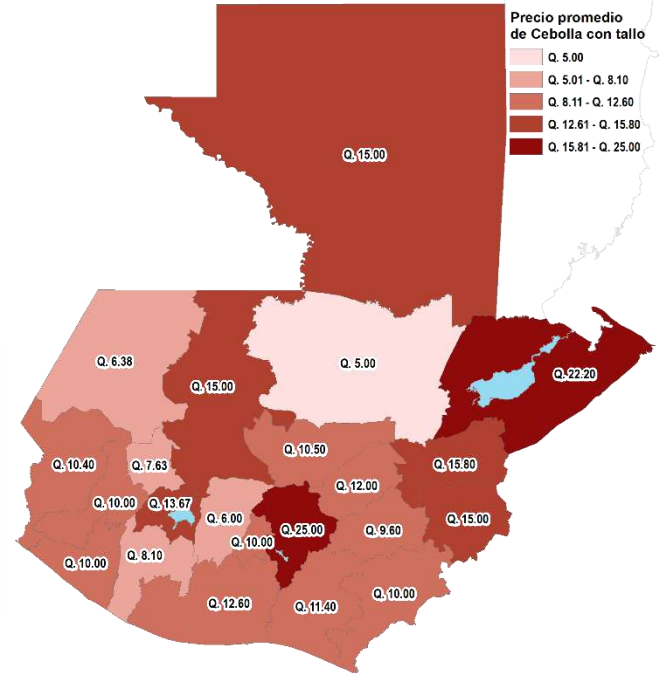 Precio promedio
de Cebolla con tallo
Q. 5.00
Q. 5.01 - Q. 8.10
Q. 8.11 - Q. 12.60
Q. 12.61 - Q. 15.80
Q. 15.81 - Q. 25.00
Q. 15.00
Q. 6.38
Q. 15.00
Q. 5.00
Q. 22.20
Q. 10.40
Q. 7.63
Q. 10.50
Q. 15.80
Q. 10.00
Q. 13.67
Q. 12.00
Q. 6.00
Q. 15.00
Q. 25.00
Q. 9.60
Q. 10.00
Q. 10.00
Q. 8.10
Q. 10.00
Q. 12.60
Q. 11.40